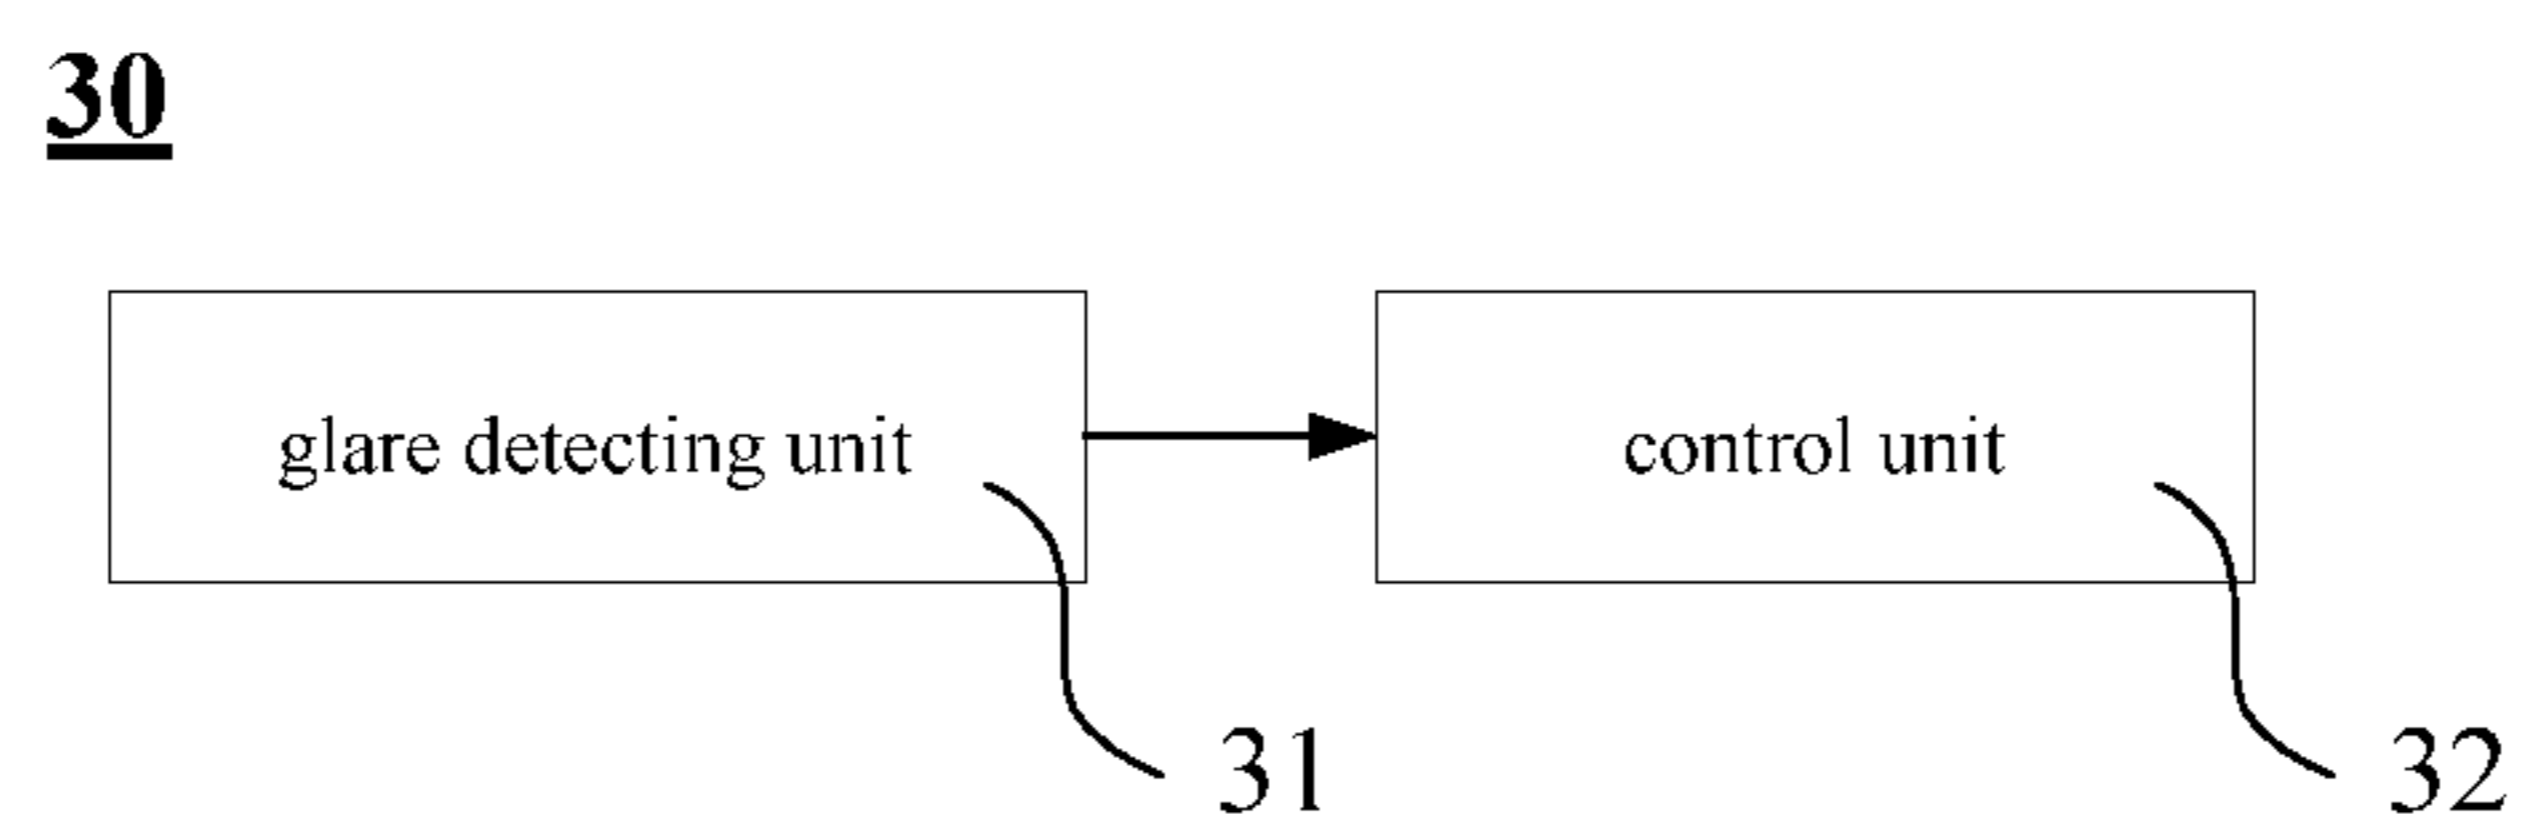 30
glare detecting unit
control unit
31
32